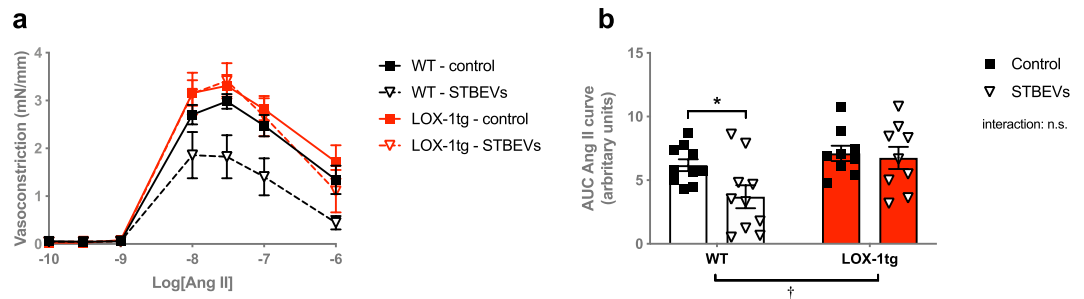 a
Vasoconstriction (mN/mm)
4
3
2
1
0
-10
-9
-8
-7
-6
Log[Ang II]
WT - control
WT - STBEVs
LOX-1tg - control
LOX-1tg - STBEVs
b
AUC Ang II curve
(arbritary units)
15
10
5
0
*
WT
LOX-1tg
†
Control
STBEVs
interaction: n.s.